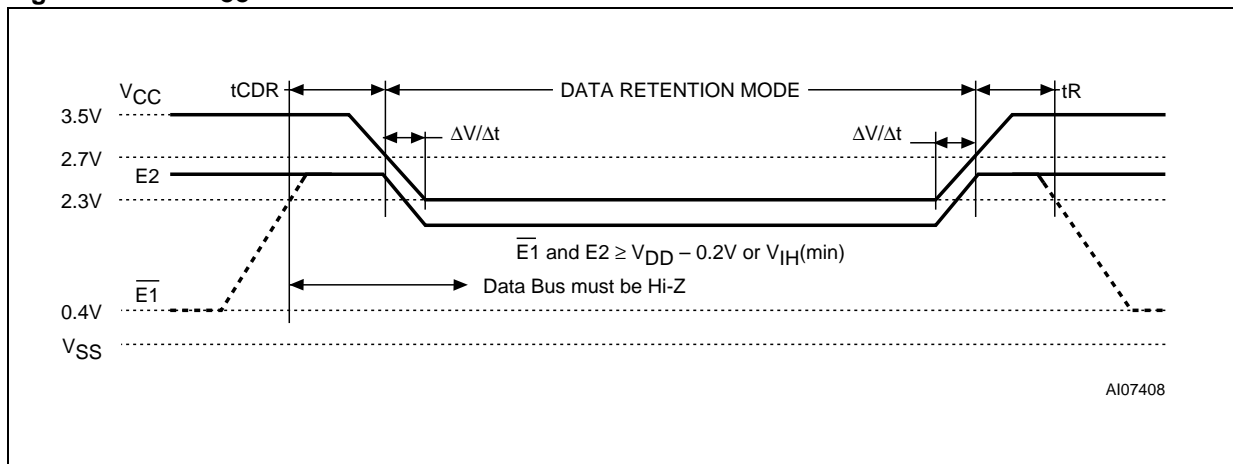 VCC
tCDR
DATA RETENTION MODE
tR
3.5V
ΔV/Δt
ΔV/Δt
2.7V
E2
2.3V
E1 and E2 ≥ VDD – 0.2V or VIH(min)
E1
Data Bus must be Hi-Z
0.4V
VSS
AI07408